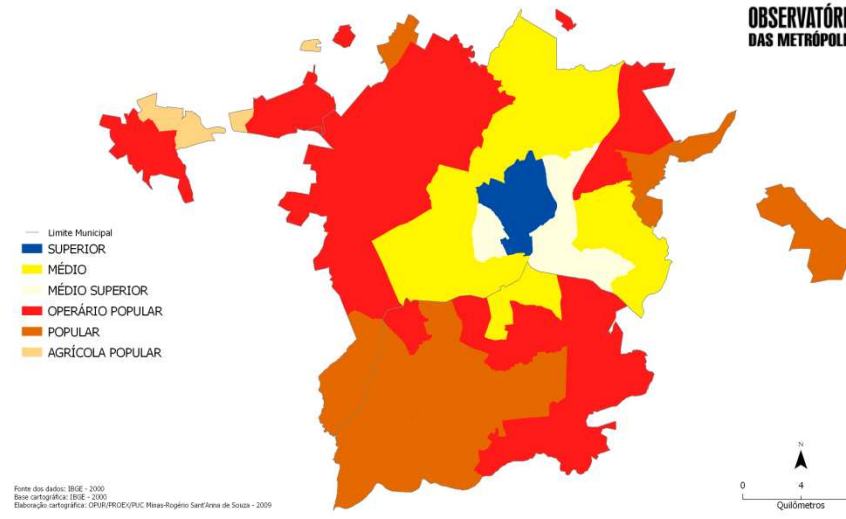 OBSERVATÓRI
DAS METRÓPOLE
Limite Municipal
SUPERIOR
MÉDIO
MÉDIO SUPERIOR
OPERÁRIO POPULAR
POPULAR
AGRÍCOLA POPULAR
Fonte dos dados: IBGE - 2000
Base cartográfica: IBGE - 2000
Elaboração cartográfica: OPUR/PROEX/PUC Minas-Rogério Sant'Anna de Souza - 2009
N
0 4
Quilômetros